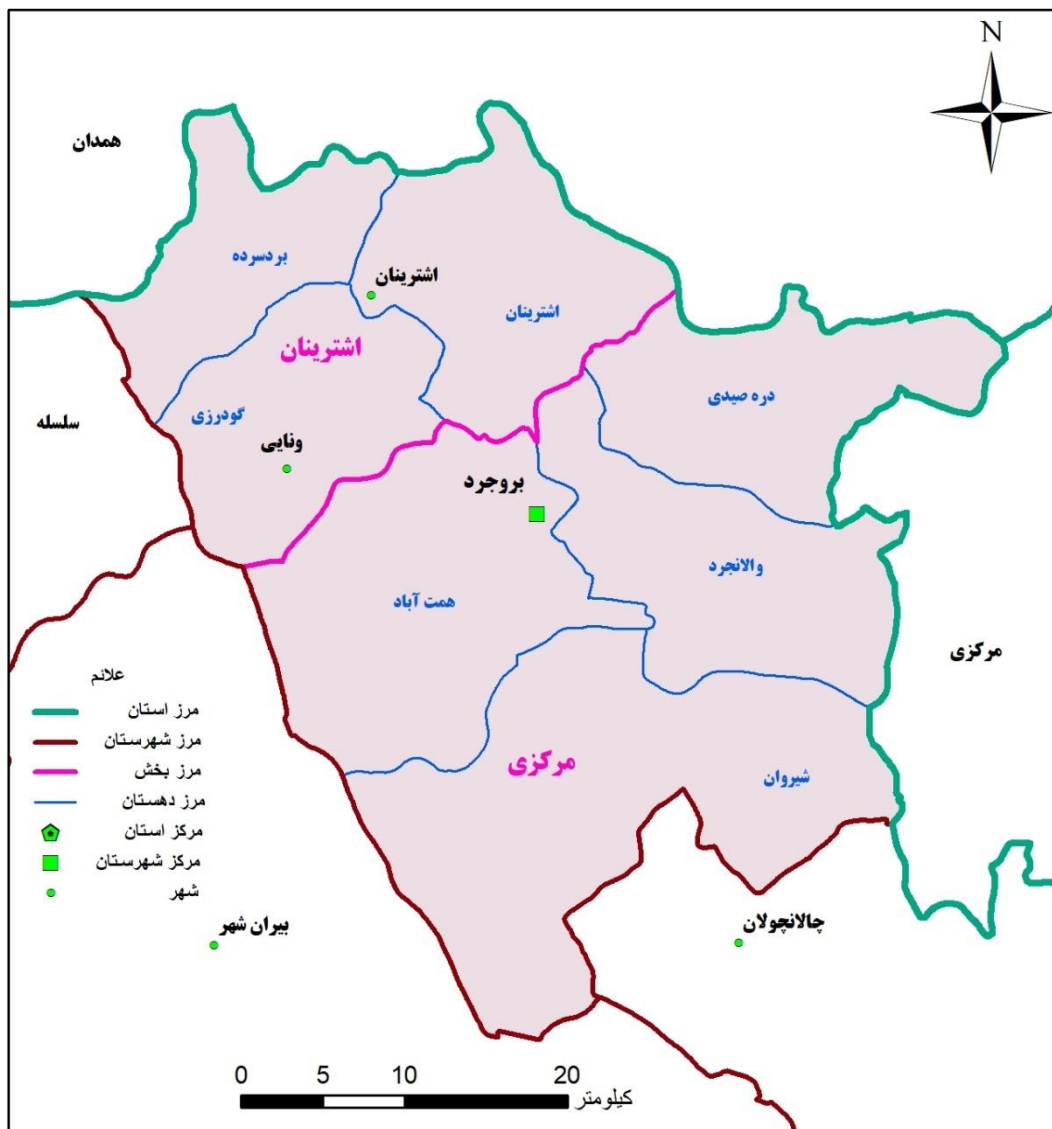 N
همدان
بردسرده
اشترینان
اشترینان
اشترینان
دره صیدی
گودرزی
سلسله
ونایی
بروجرد
والانجرد
همت آباد
مرکزی
علائم
مرز استان
مرز شهرستان
مرز بخش
مرز دهستان
مرکز استان
مرکز شهرستان
شهر
مرکزی
شیروان
بیران شهر
چالانچولان
0 5 10 20
کیلومتر